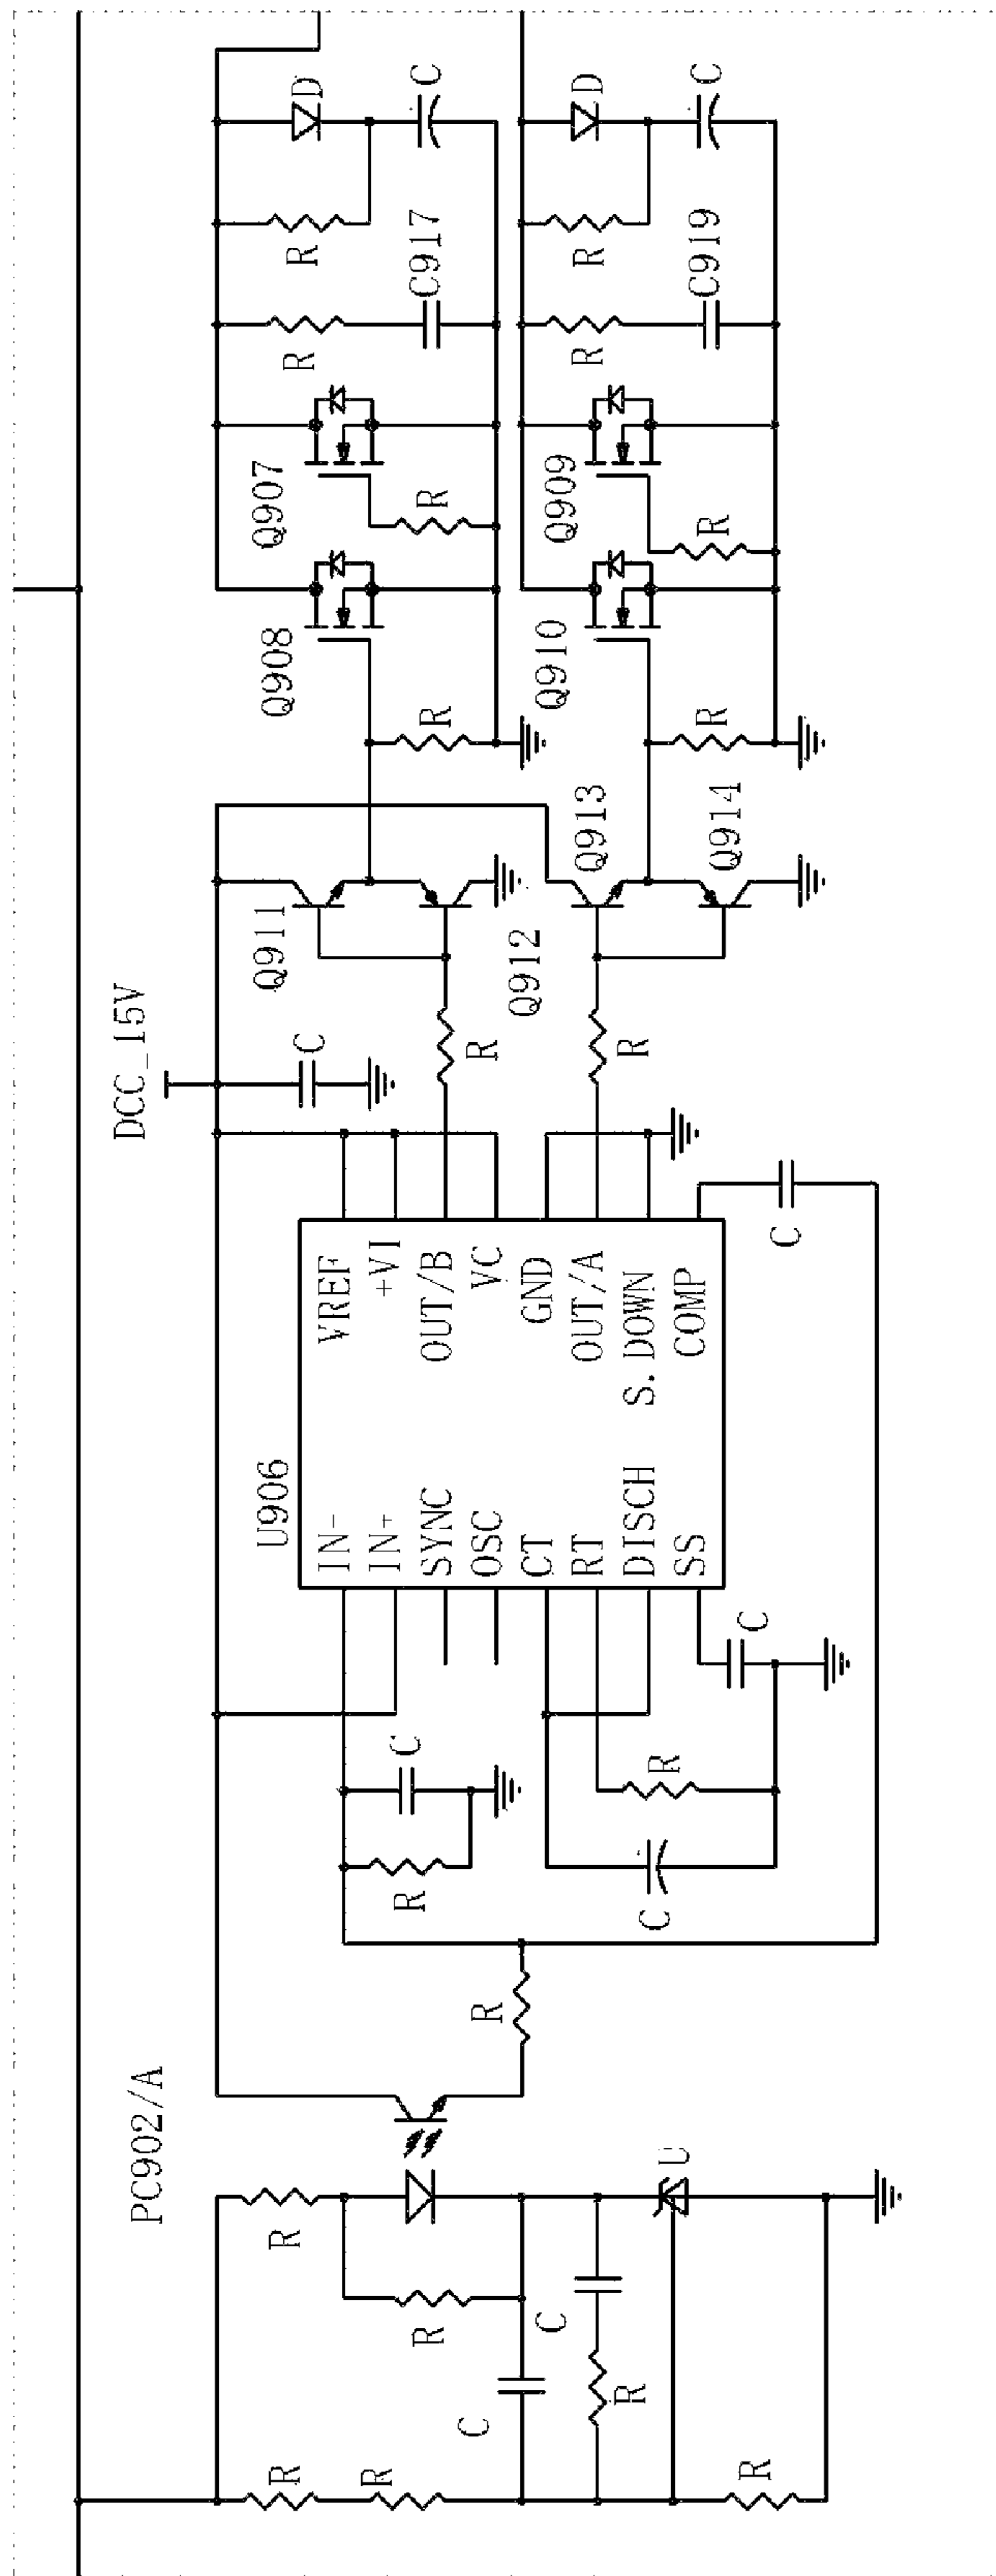 D
C
D
C
R
C917
R
C919
R
R
Q907
R
Q909
R
Q908
R
Q910
R
Q911
Q913
Q914
Q912
DCC_15V
C
R
R
U906
VREF
+VI
OUT/B
VC
GND
OUT/A
S.DOWN
COMP
C
IN-
IN+
SYNC
OSC
CT
RT
DISCH
SS
C
C
R
R
C
R
PC902/A
U
R
R
C
R
C
R
R
R